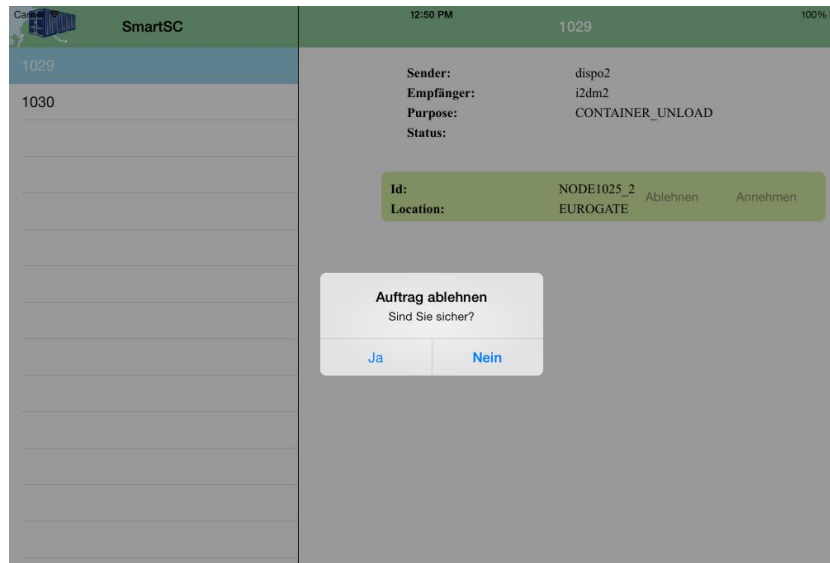 12:50 PM
100%
SmartSC
1029
1029
1030
Sender: dispo2
Empfänger: i2dm2
Purpose: CONTAINER_UNLOAD
Status:
Id: NODE1025_2
Location: EUROGATE
Ablehnen Annehmen
Auftrag ablehnen
Sind Sie sicher?
Ja Nein